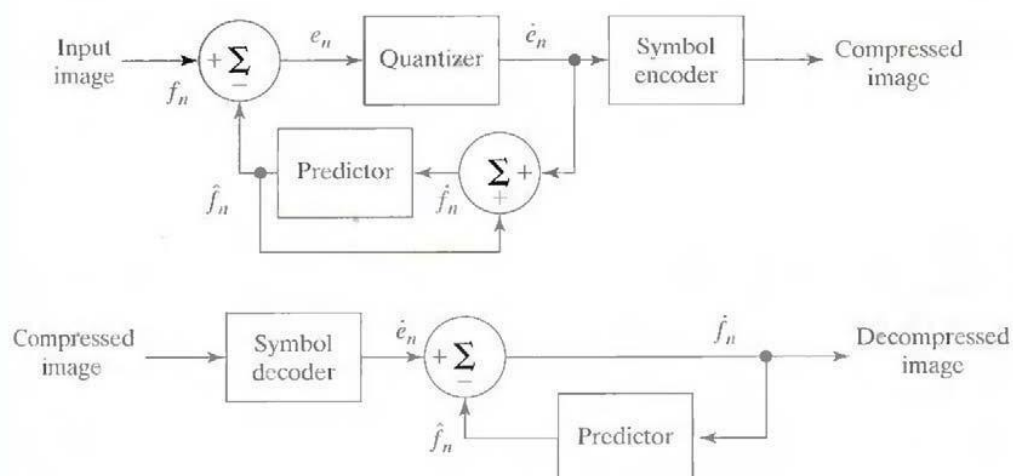 Input
image
f_n
+ Σ
−
e_n
Quantizer
ė_n
Symbol
encoder
Compressed
image
f̂_n
Predictor
ḟ_n
Σ +
+
Compressed
image
Symbol
decoder
ė_n
+ Σ
−
f̂_n
Predictor
ḟ_n
Decompressed
image